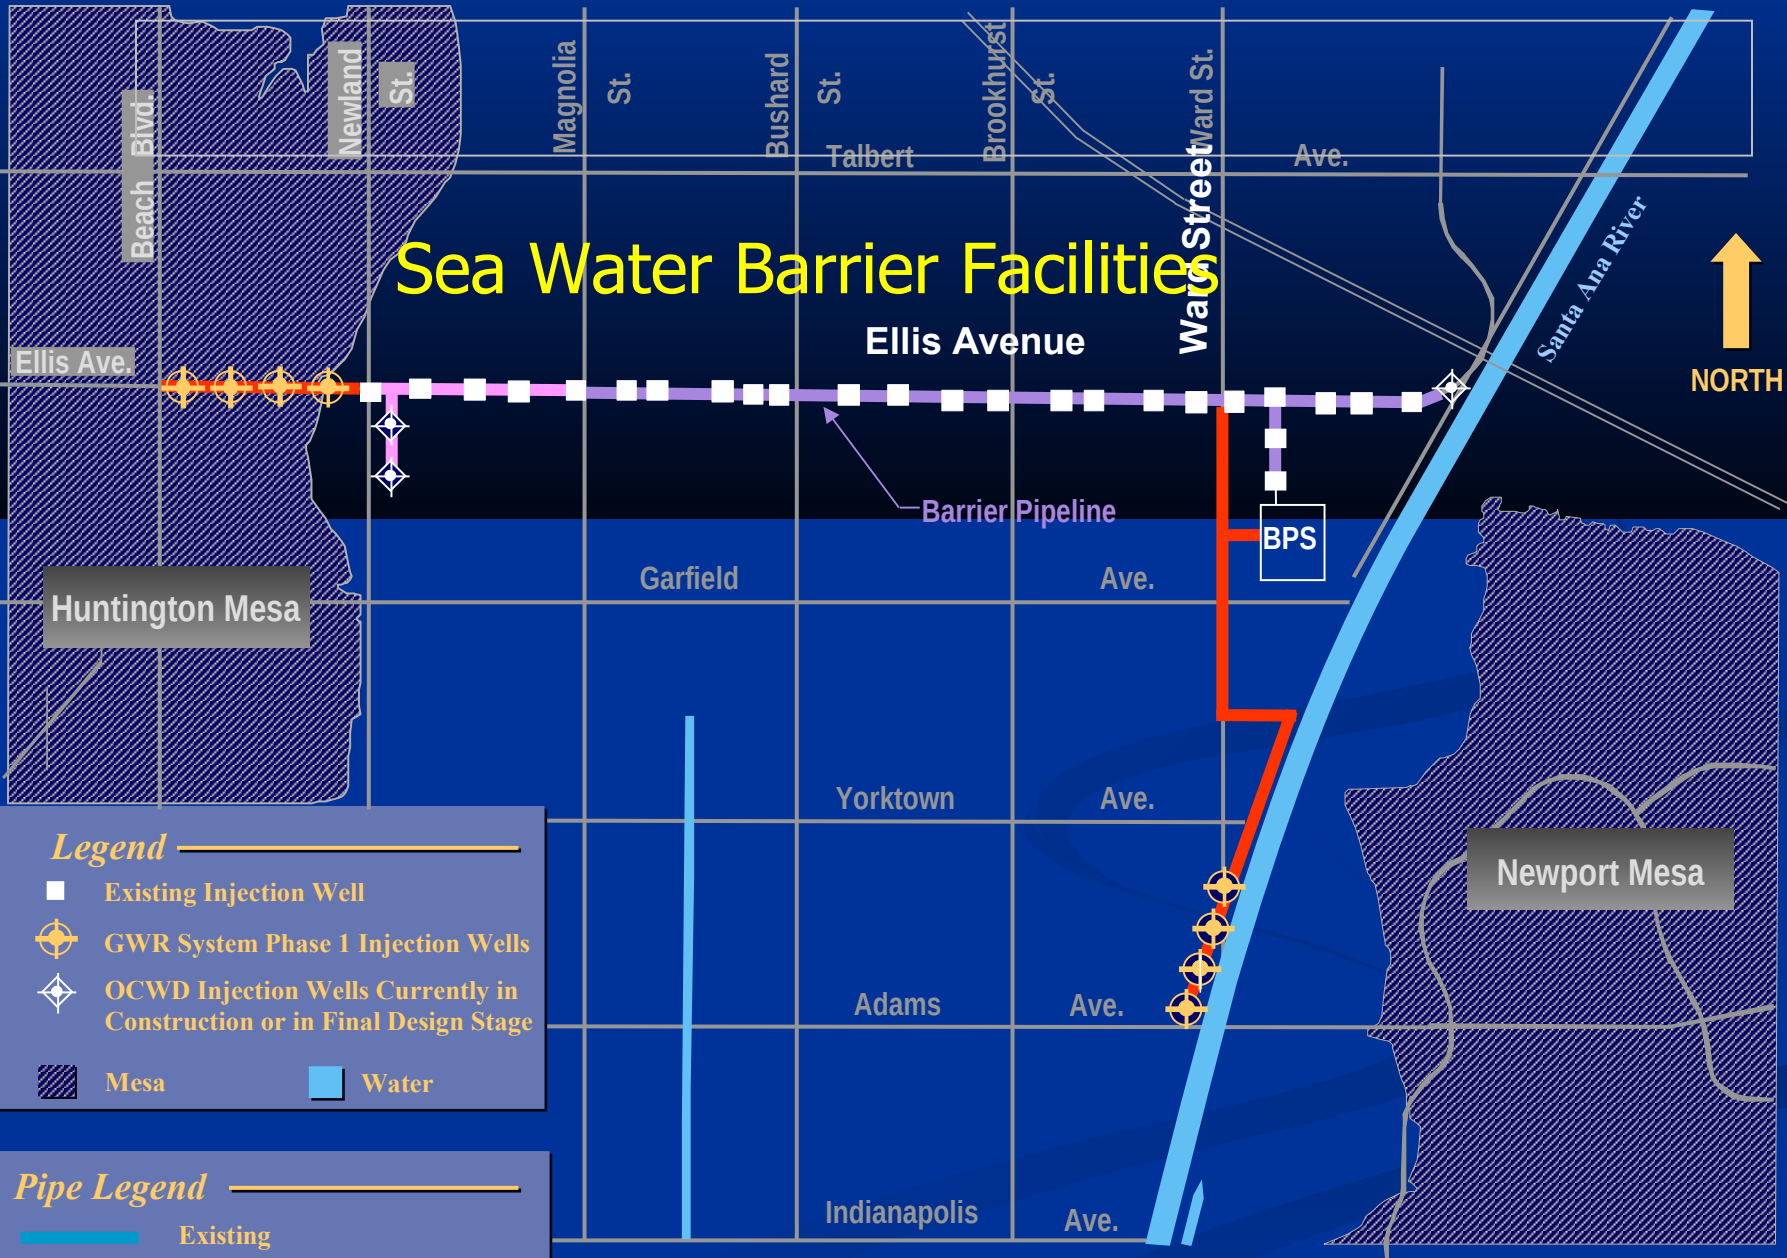 Beach Blvd.
Newland St.
Magnolia St.
Bushard St.
Brookhurst St.
Ward St.
Talbert Ave.
Ward Street
Sea Water Barrier Facilities
Santa Ana River
Ellis Avenue
Ellis Ave.
NORTH
Barrier Pipeline
BPS
Garfield Ave.
Huntington Mesa
Yorktown Ave.
Newport Mesa
Adams Ave.
Indianapolis Ave.
Legend
Existing Injection Well
GWR System Phase 1 Injection Wells
OCWD Injection Wells Currently in
Construction or in Final Design Stage
Mesa
Water
Pipe Legend
Existing